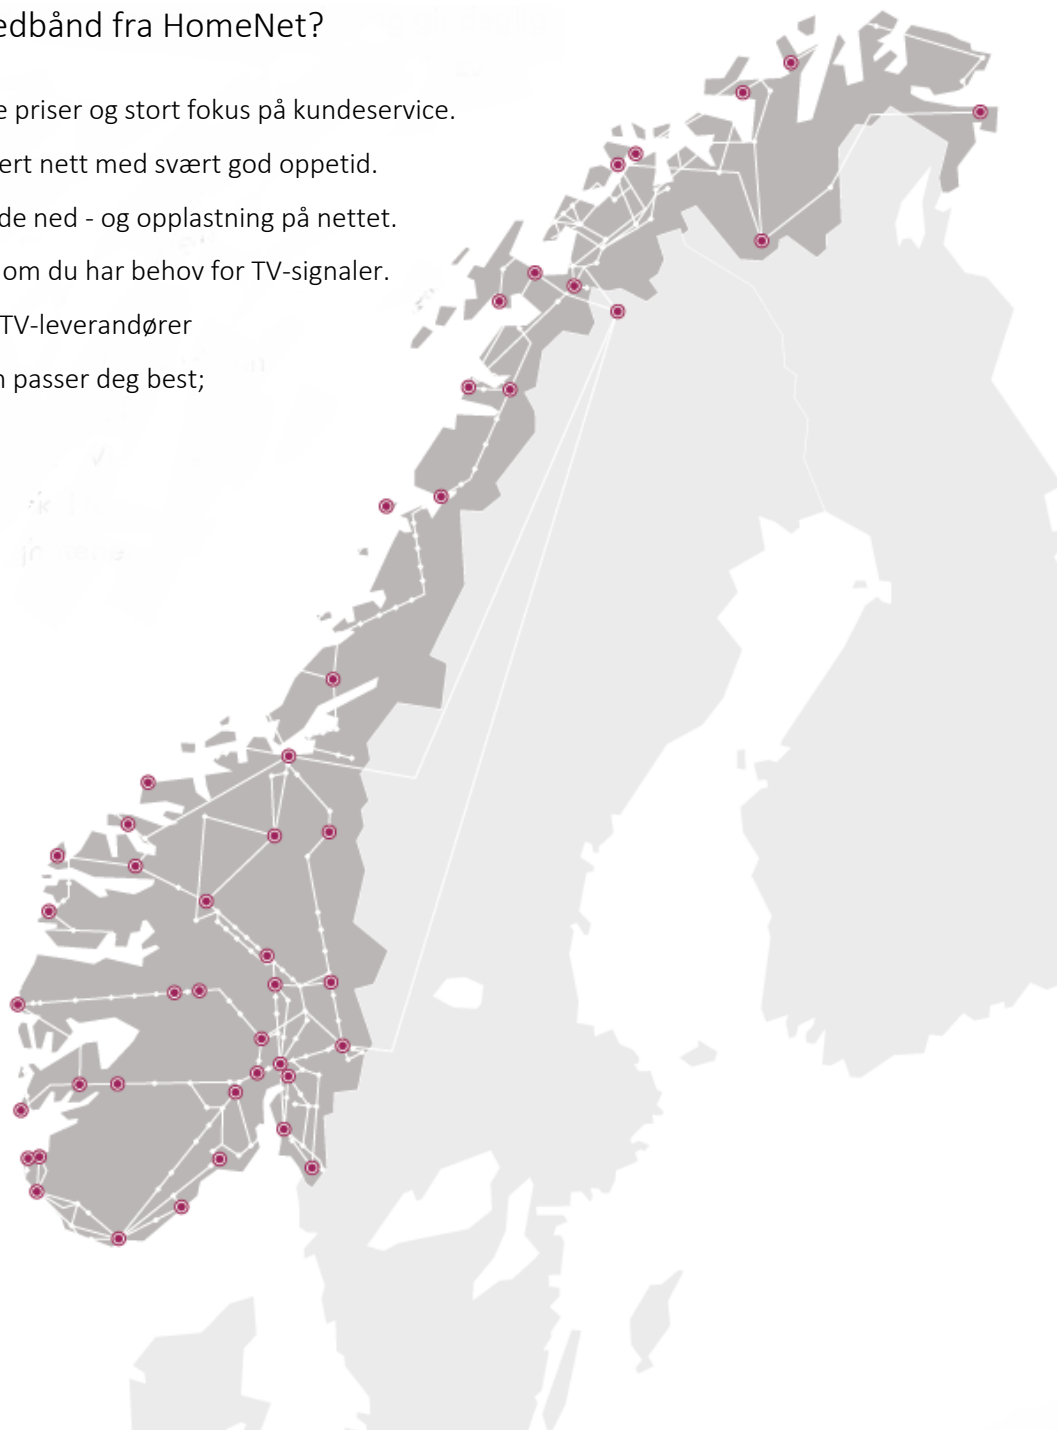 edbånd fra HomeNet?
e priser og stort fokus på kundeservice.
ert nett med svært god oppetid.
de ned - og opplastning på nettet.
om du har behov for TV-signaler.
TV-leverandører
passer deg best;